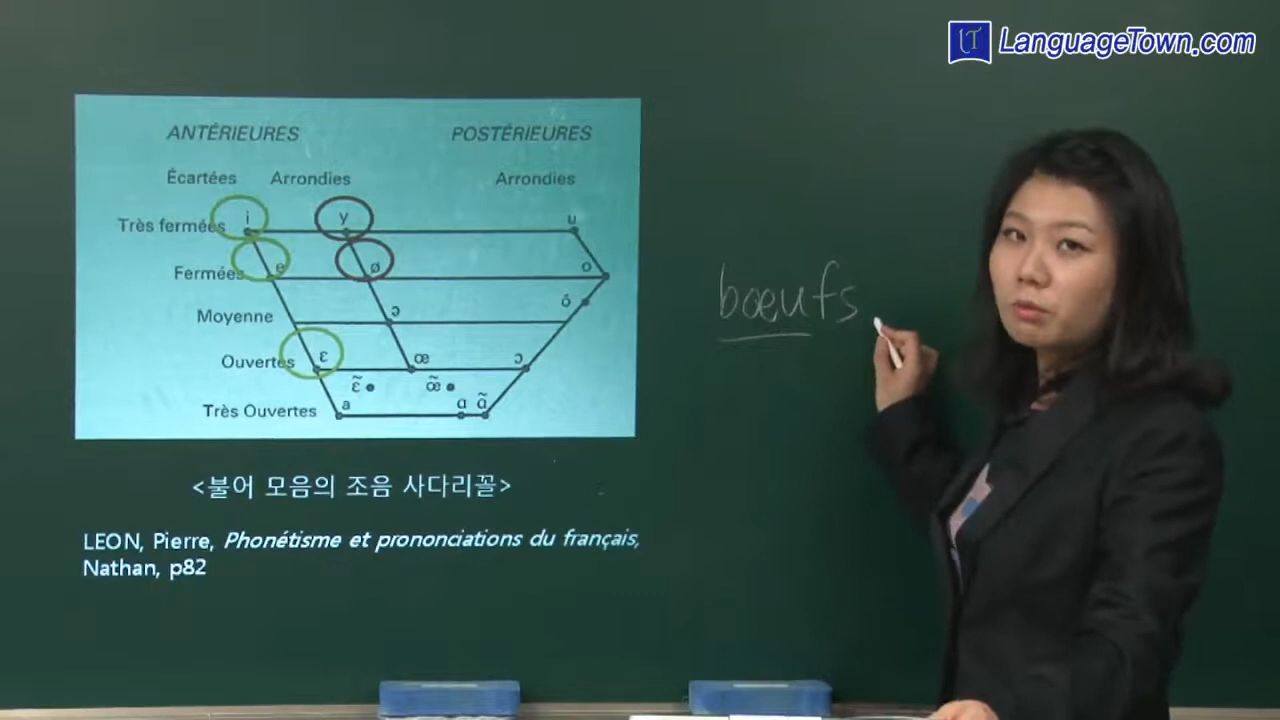 LT LanguageTown.com
ANTÉRIEURES POSTÉRIEURES
Écartées Arrondies Arrondies
Très fermées i y u
Fermées e ø o
ó
Moyenne ɔ
Ouvertes ɛ œ ɔ
ɛ̃ œ̃
Très Ouvertes a ɑ ɑ̃
bœufs
<불어 모음의 조음 사다리꼴>
LEON, Pierre, Phonétisme et prononciations du français,
Nathan, p82